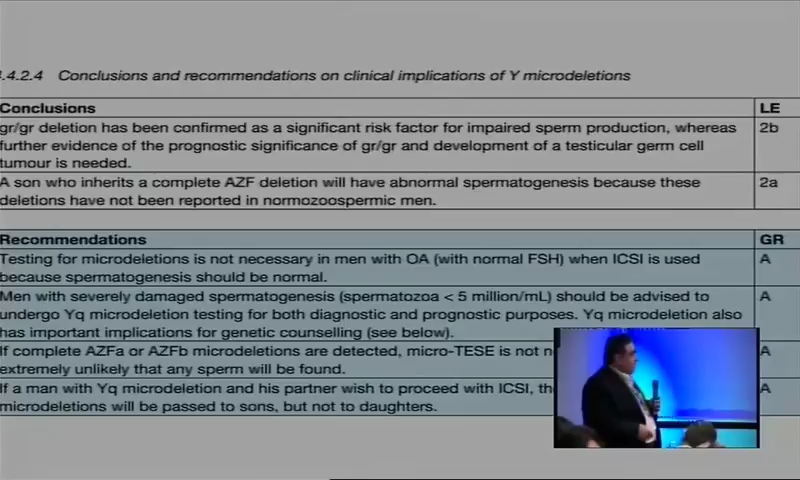 4.4.2.4 Conclusions and recommendations on clinical implications of Y microdeletions
Conclusions LE
gr/gr deletion has been confirmed as a significant risk factor for impaired sperm production, whereas 2b
further evidence of the prognostic significance of gr/gr and development of a testicular germ cell
tumour is needed.
A son who inherits a complete AZF deletion will have abnormal spermatogenesis because these 2a
deletions have not been reported in normozoospermic men.
Recommendations GR
Testing for microdeletions is not necessary in men with OA (with normal FSH) when ICSI is used A
because spermatogenesis should be normal.
Men with severely damaged spermatogenesis (spermatozoa < 5 million/mL) should be advised to A
undergo Yq microdeletion testing for both diagnostic and prognostic purposes. Yq microdeletion also
has important implications for genetic counselling (see below).
If complete AZFa or AZFb microdeletions are detected, micro-TESE is not A
extremely unlikely that any sperm will be found.
If a man with Yq microdeletion and his partner wish to proceed with ICSI, A
microdeletions will be passed to sons, but not to daughters.